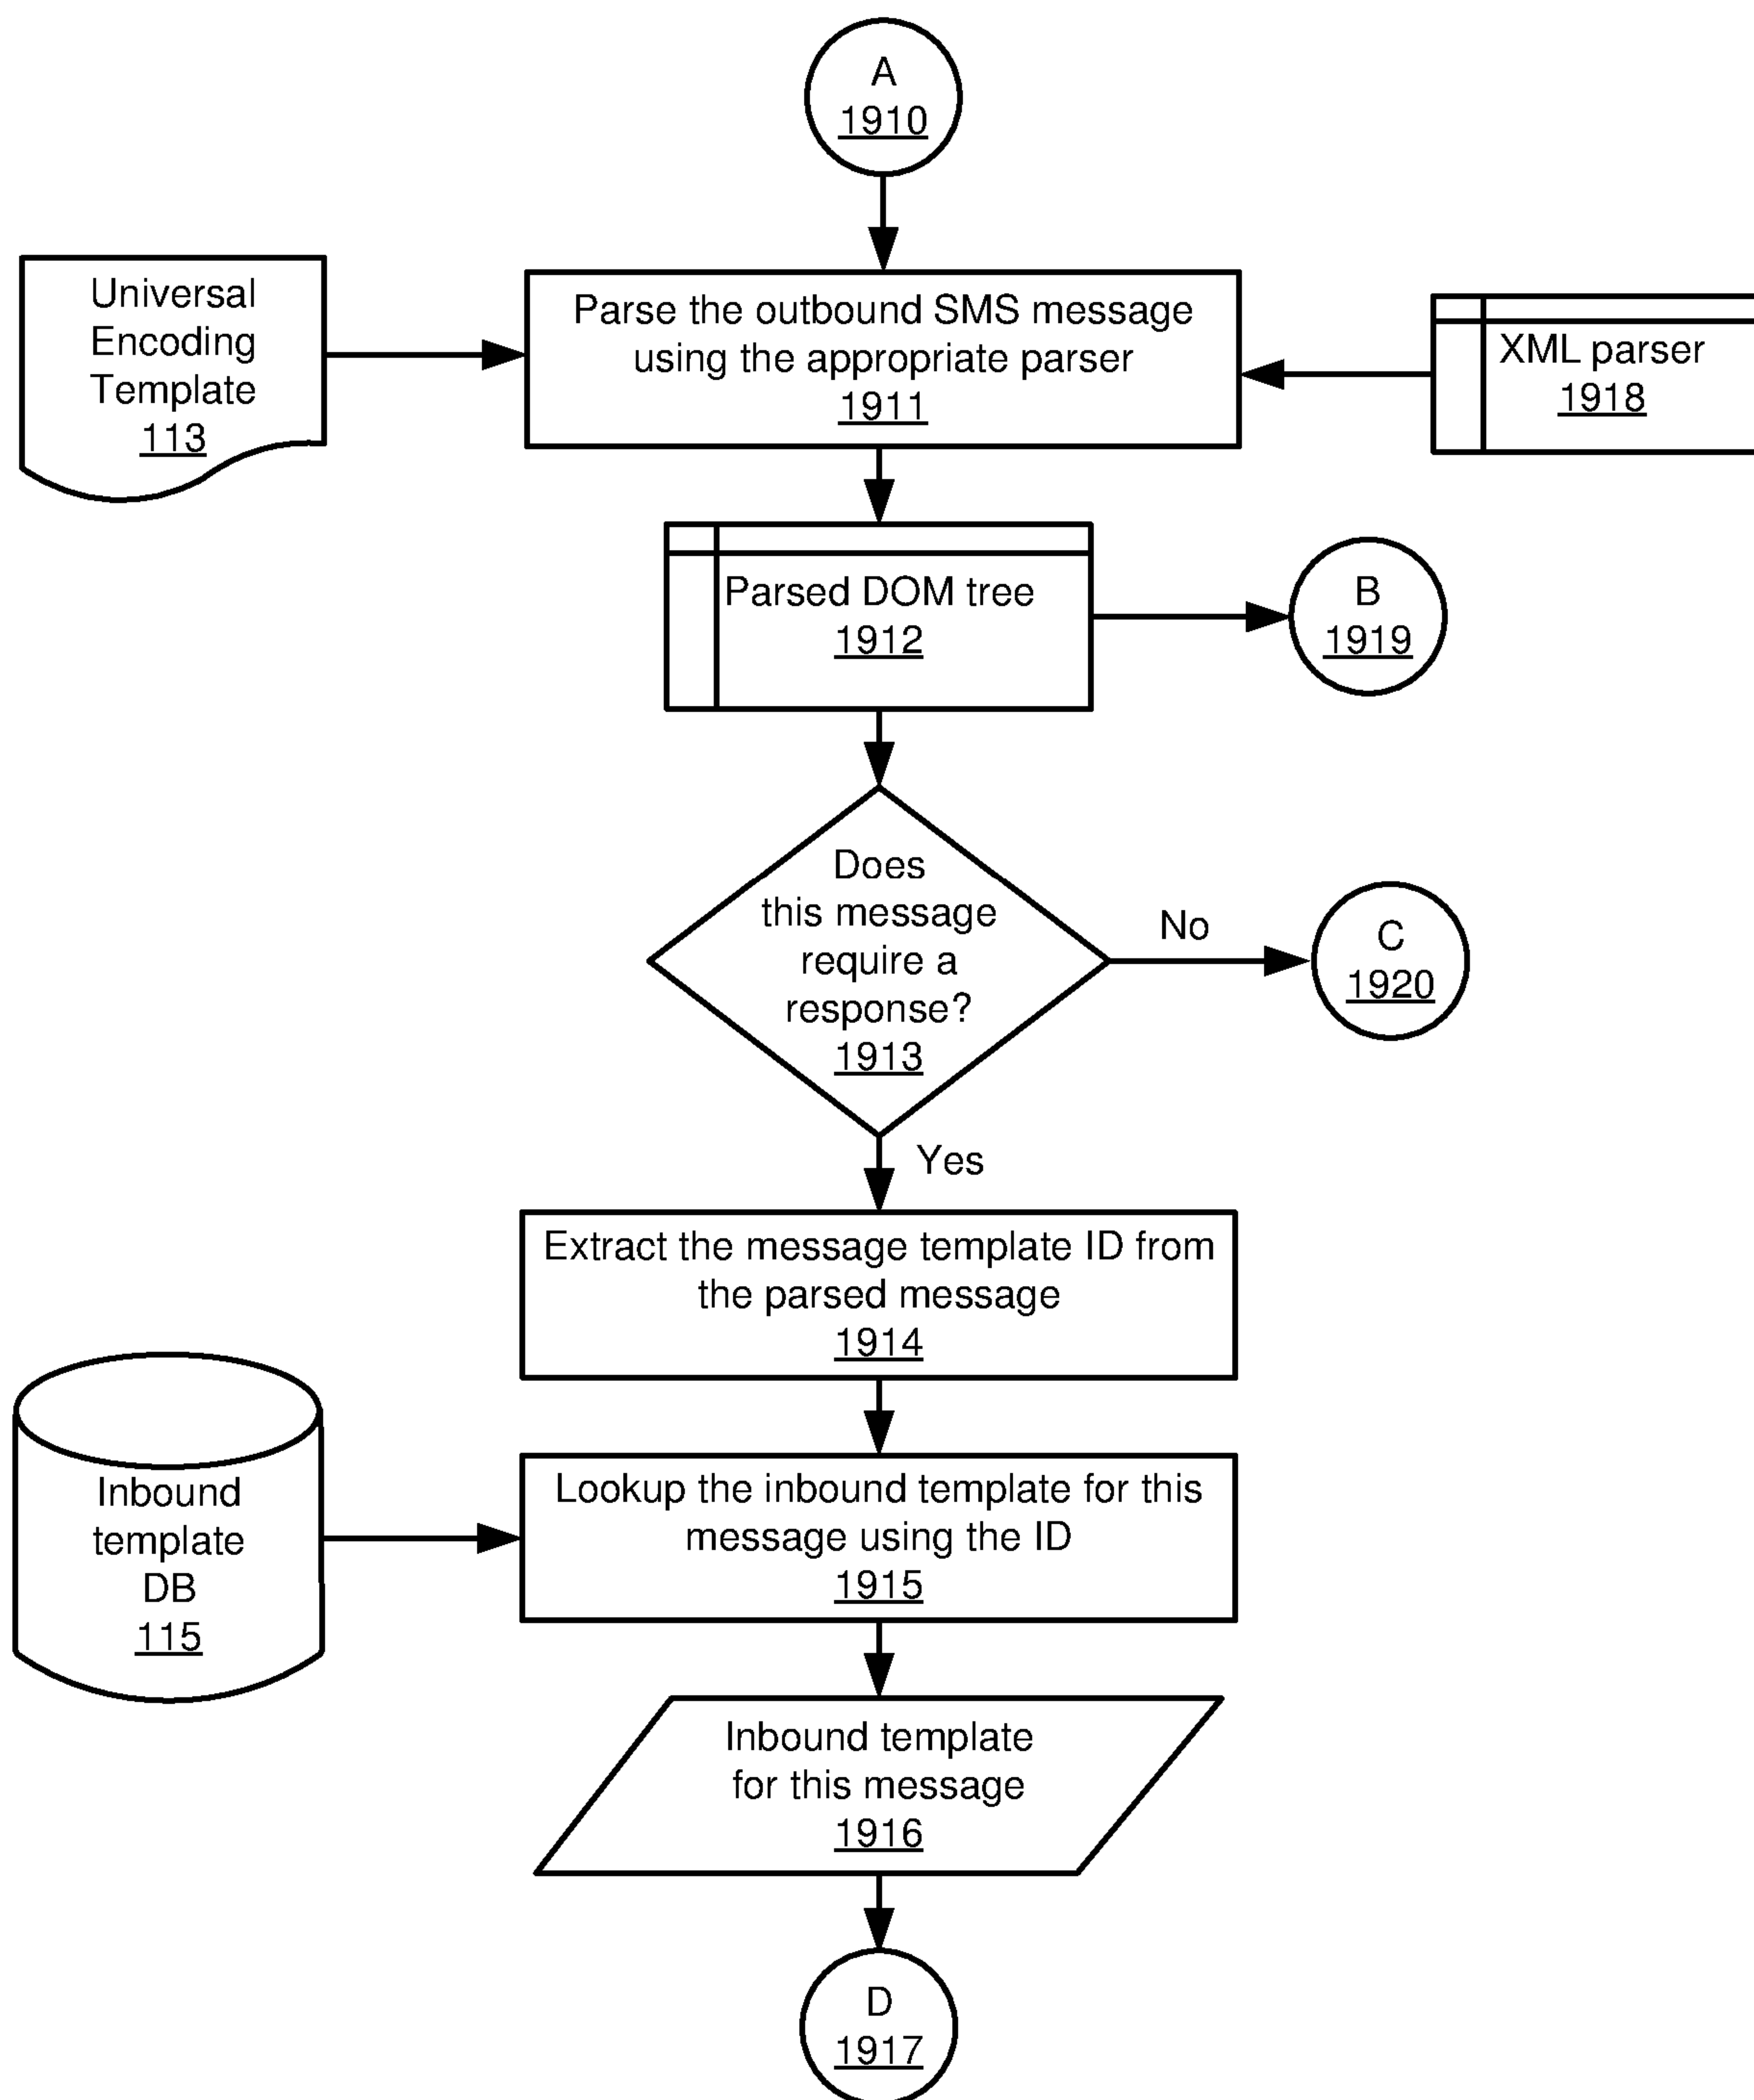 A
1910
Universal
Encoding
Template
113
Parse the outbound SMS message
using the appropriate parser
1911
XML parser
1918
Parsed DOM tree
1912
B
1919
Does
this message
require a
response?
1913
No
C
1920
Yes
Extract the message template ID from
the parsed message
1914
Inbound
template
DB
115
Lookup the inbound template for this
message using the ID
1915
Inbound template
for this message
1916
D
1917